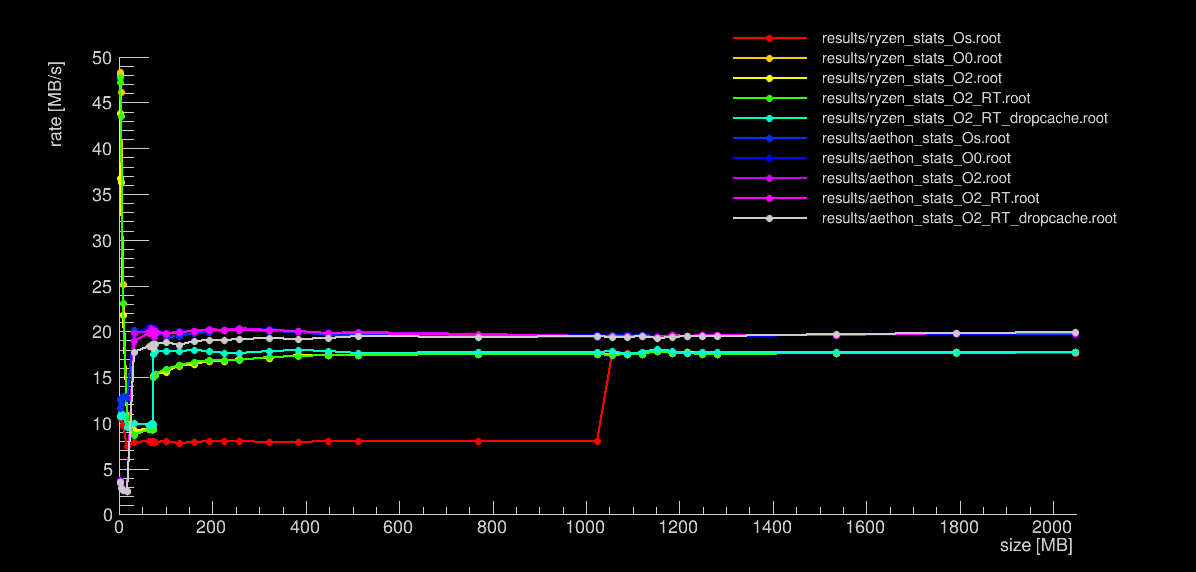 results/ryzen_stats_Os.root
results/ryzen_stats_O0.root
results/ryzen_stats_O2.root
results/ryzen_stats_O2_RT.root
results/ryzen_stats_O2_RT_dropcache.root
results/aethon_stats_Os.root
results/aethon_stats_O0.root
results/aethon_stats_O2.root
results/aethon_stats_O2_RT.root
results/aethon_stats_O2_RT_dropcache.root
rate [MB/s]
50
45
40
35
30
25
20
15
10
5
0
0 200 400 600 800 1000 1200 1400 1600 1800 2000
size [MB]